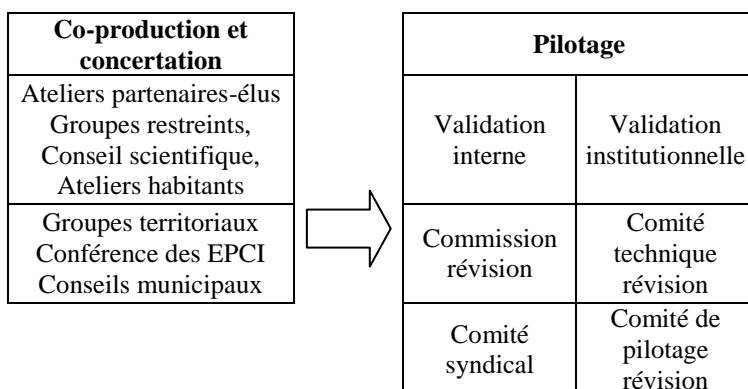 Co-production et
concertation
Ateliers partenaires-élus
Groupes restreints,
Conseil scientifique,
Ateliers habitants
Groupes territoriaux
Conférence des EPCI
Conseils municipaux
Pilotage
Validation
interne
Validation
institutionnelle
Commission
révision
Comité
technique
révision
Comité
syndical
Comité de
pilotage
révision